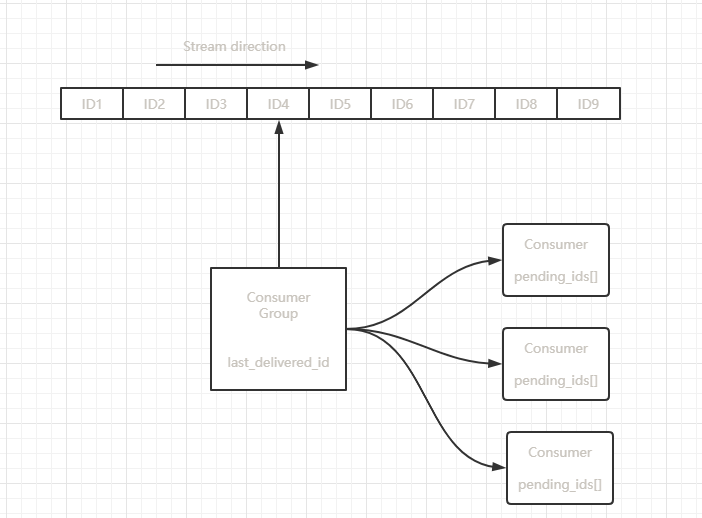 Stream direction
ID1 ID2 ID3 ID4 ID5 ID6 ID7 ID8 ID9
Consumer
pending_ids[]
Consumer
Group
last_delivered_id
Consumer
pending_ids[]
Consumer
pending_ids[]